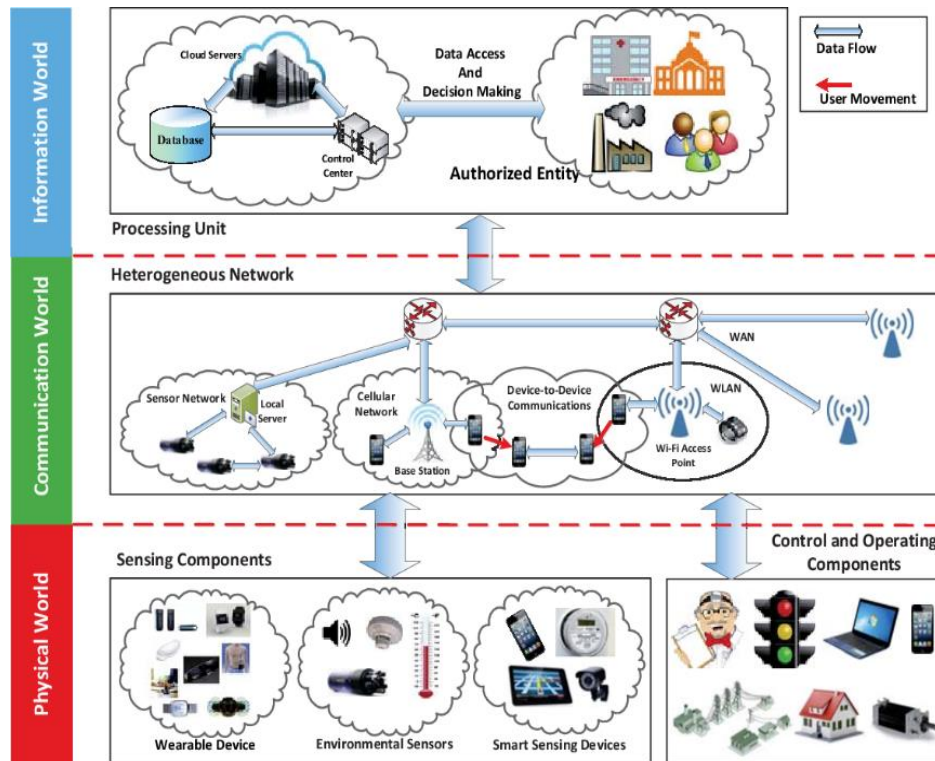 Information World
Cloud Servers
Database
Control
Center
Data Access
And
Decision Making
Authorized Entity
Data Flow
User Movement
Processing Unit
Communication World
Heterogeneous Network
WAN
Sensor Network
Local
Server
Cellular
Network
Base Station
Device-to-Device
Communications
WLAN
Wi-Fi Access
Point
Physical World
Sensing Components
Control and Operating
Components
Wearable Device
Environmental Sensors
Smart Sensing Devices